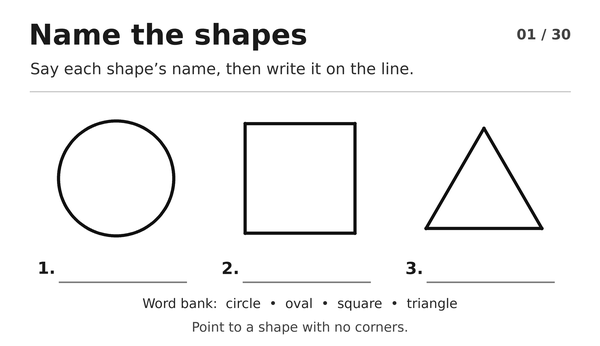 Name the shapes
01 / 30
Say each shape’s name, then write it on the line.
1. 2. 3.
Word bank: circle • oval • square • triangle
Point to a shape with no corners.